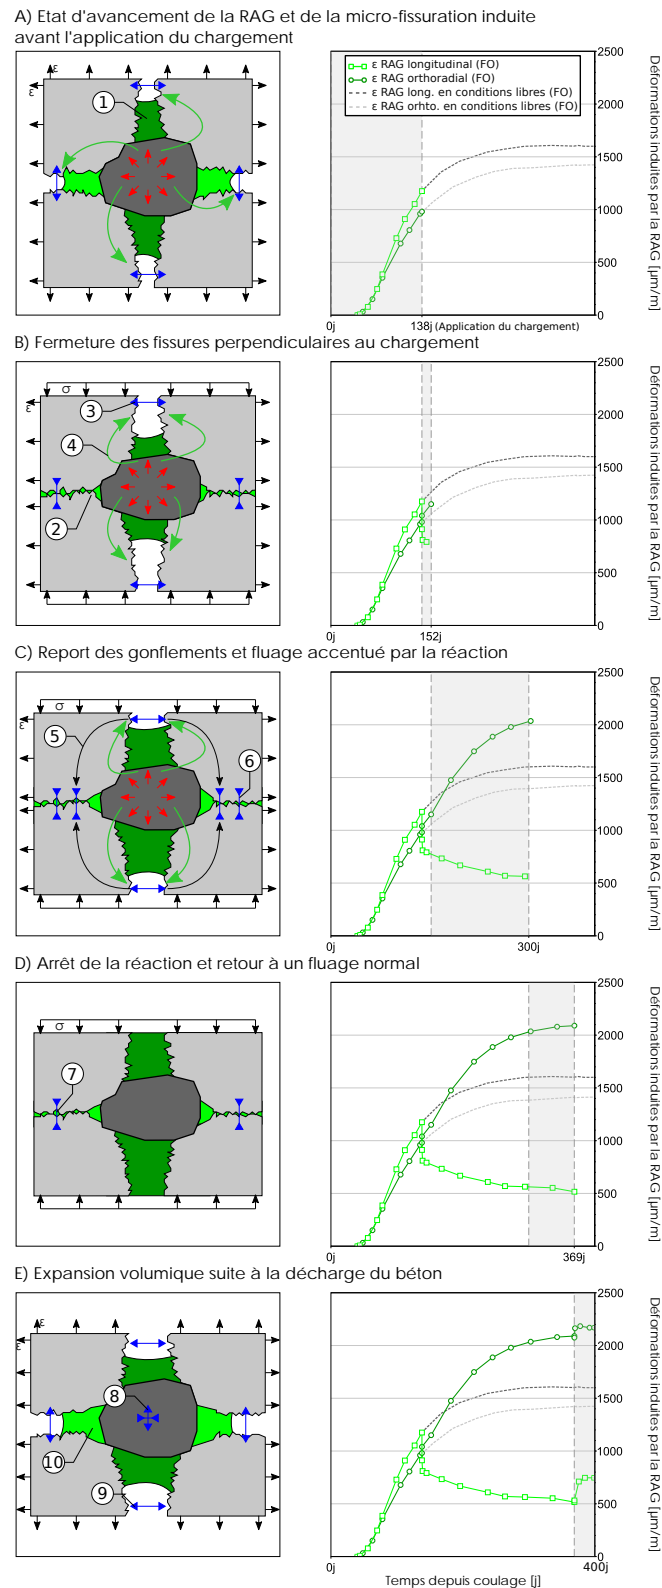 A) Etat d'avancement de la RAG et de la micro-fissuration induite
avant l'application du chargement
ε
ε
1
ε RAG longitudinal (FO)
ε RAG orthoradial (FO)
ε RAG long. en conditions libres (FO)
ε RAG orhto. en conditions libres (FO)
2500
2000
1500
1000
500
0
0j
138j (Application du chargement)
Déformations induites par la RAG [µm/m]
B) Fermeture des fissures perpendiculaires au chargement
σ
ε
3
4
2
2500
2000
1500
1000
500
0
0j
152j
Déformations induites par la RAG [µm/m]
C) Report des gonflements et fluage accentué par la réaction
σ
ε
5
6
2500
2000
1500
1000
500
0
0j
300j
Déformations induites par la RAG [µm/m]
D) Arrêt de la réaction et retour à un fluage normal
σ
7
2500
2000
1500
1000
500
0
0j
369j
Déformations induites par la RAG [µm/m]
E) Expansion volumique suite à la décharge du béton
ε
ε
8
10
9
2500
2000
1500
1000
500
0
0j
400j
Temps depuis coulage [j]
Déformations induites par la RAG [µm/m]